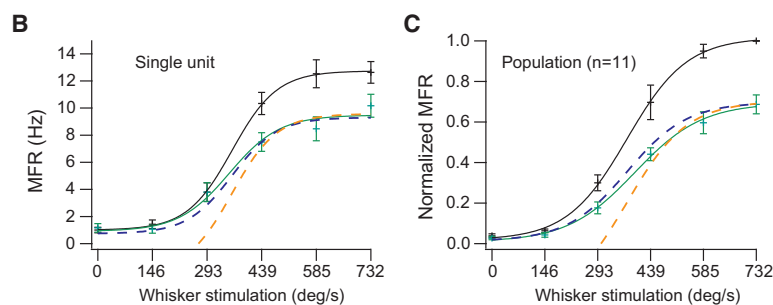 B
Single unit
MFR (Hz)
14
12
10
8
6
4
2
0
0 146 293 439 585 732
Whisker stimulation (deg/s)
C
Population (n=11)
Normalized MFR
1.0
0.8
0.6
0.4
0.2
0.0
0 146 293 439 585 732
Whisker stimulation (deg/s)